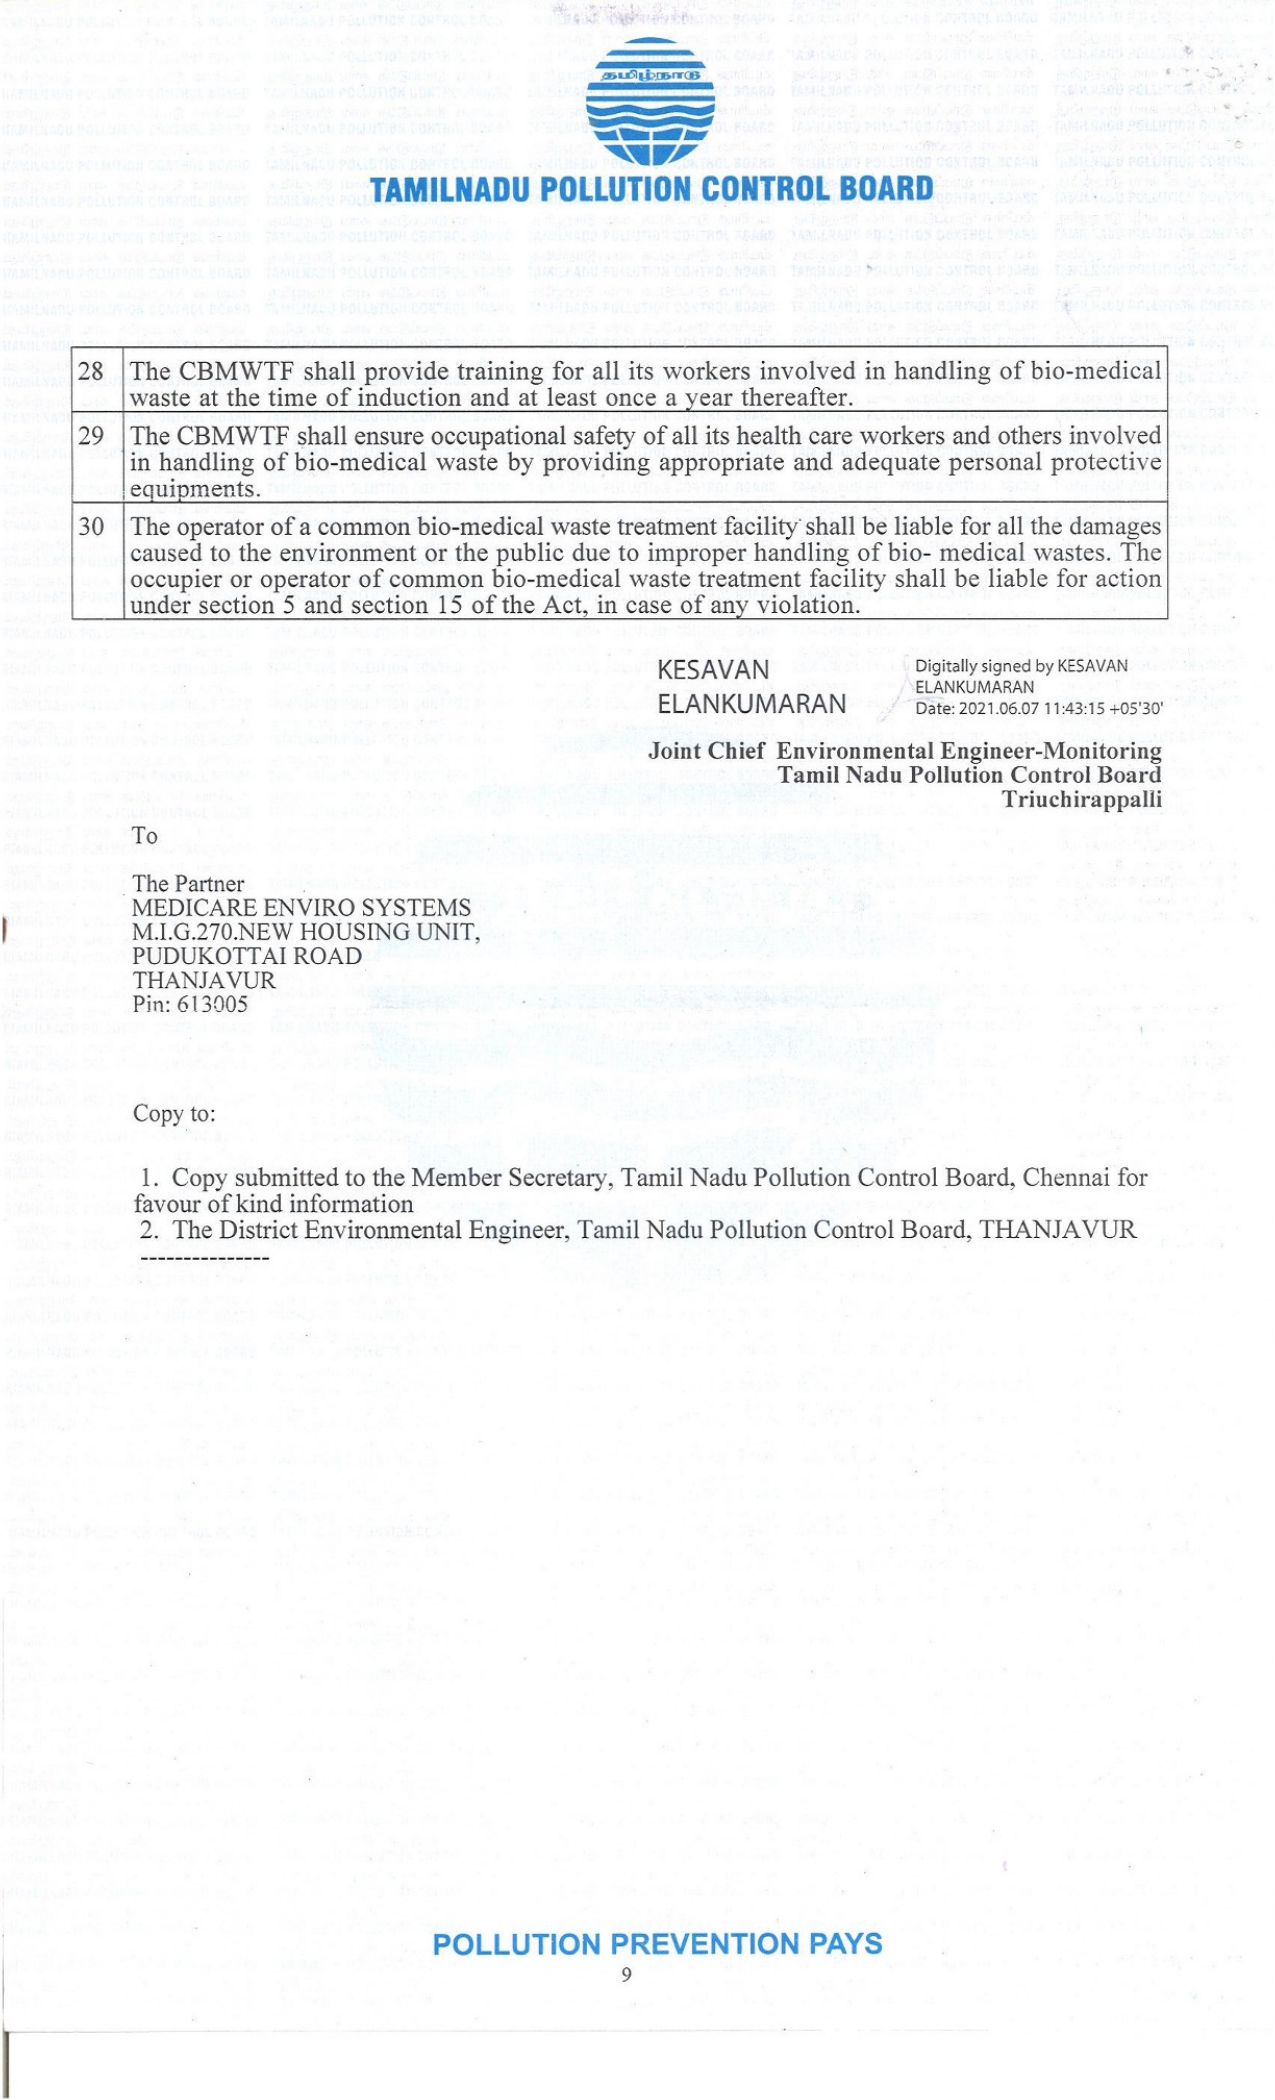 தமிழ்நாடு
TAMILNADU POLLUTION CONTROL BOARD
28 The CBMWTF shall provide training for all its workers involved in handling of bio-medical
waste at the time of induction and at least once a year thereafter.
29 The CBMWTF shall ensure occupational safety of all its health care workers and others involved
in handling of bio-medical waste by providing appropriate and adequate personal protective
equipments.
30 The operator of a common bio-medical waste treatment facility shall be liable for all the damages
caused to the environment or the public due to improper handling of bio- medical wastes. The
occupier or operator of common bio-medical waste treatment facility shall be liable for action
under section 5 and section 15 of the Act, in case of any violation.
KESAVAN
ELANKUMARAN
Digitally signed by KESAVAN
ELANKUMARAN
Date: 2021.06.07 11:43:15 +05'30'
Joint Chief Environmental Engineer-Monitoring
Tamil Nadu Pollution Control Board
Triuchirappalli
To
The Partner
MEDICARE ENVIRO SYSTEMS
M.I.G.270.NEW HOUSING UNIT,
PUDUKOTTAI ROAD
THANJAVUR
Pin: 613005
Copy to:
1. Copy submitted to the Member Secretary, Tamil Nadu Pollution Control Board, Chennai for
favour of kind information
2. The District Environmental Engineer, Tamil Nadu Pollution Control Board, THANJAVUR
---------------
POLLUTION PREVENTION PAYS
9